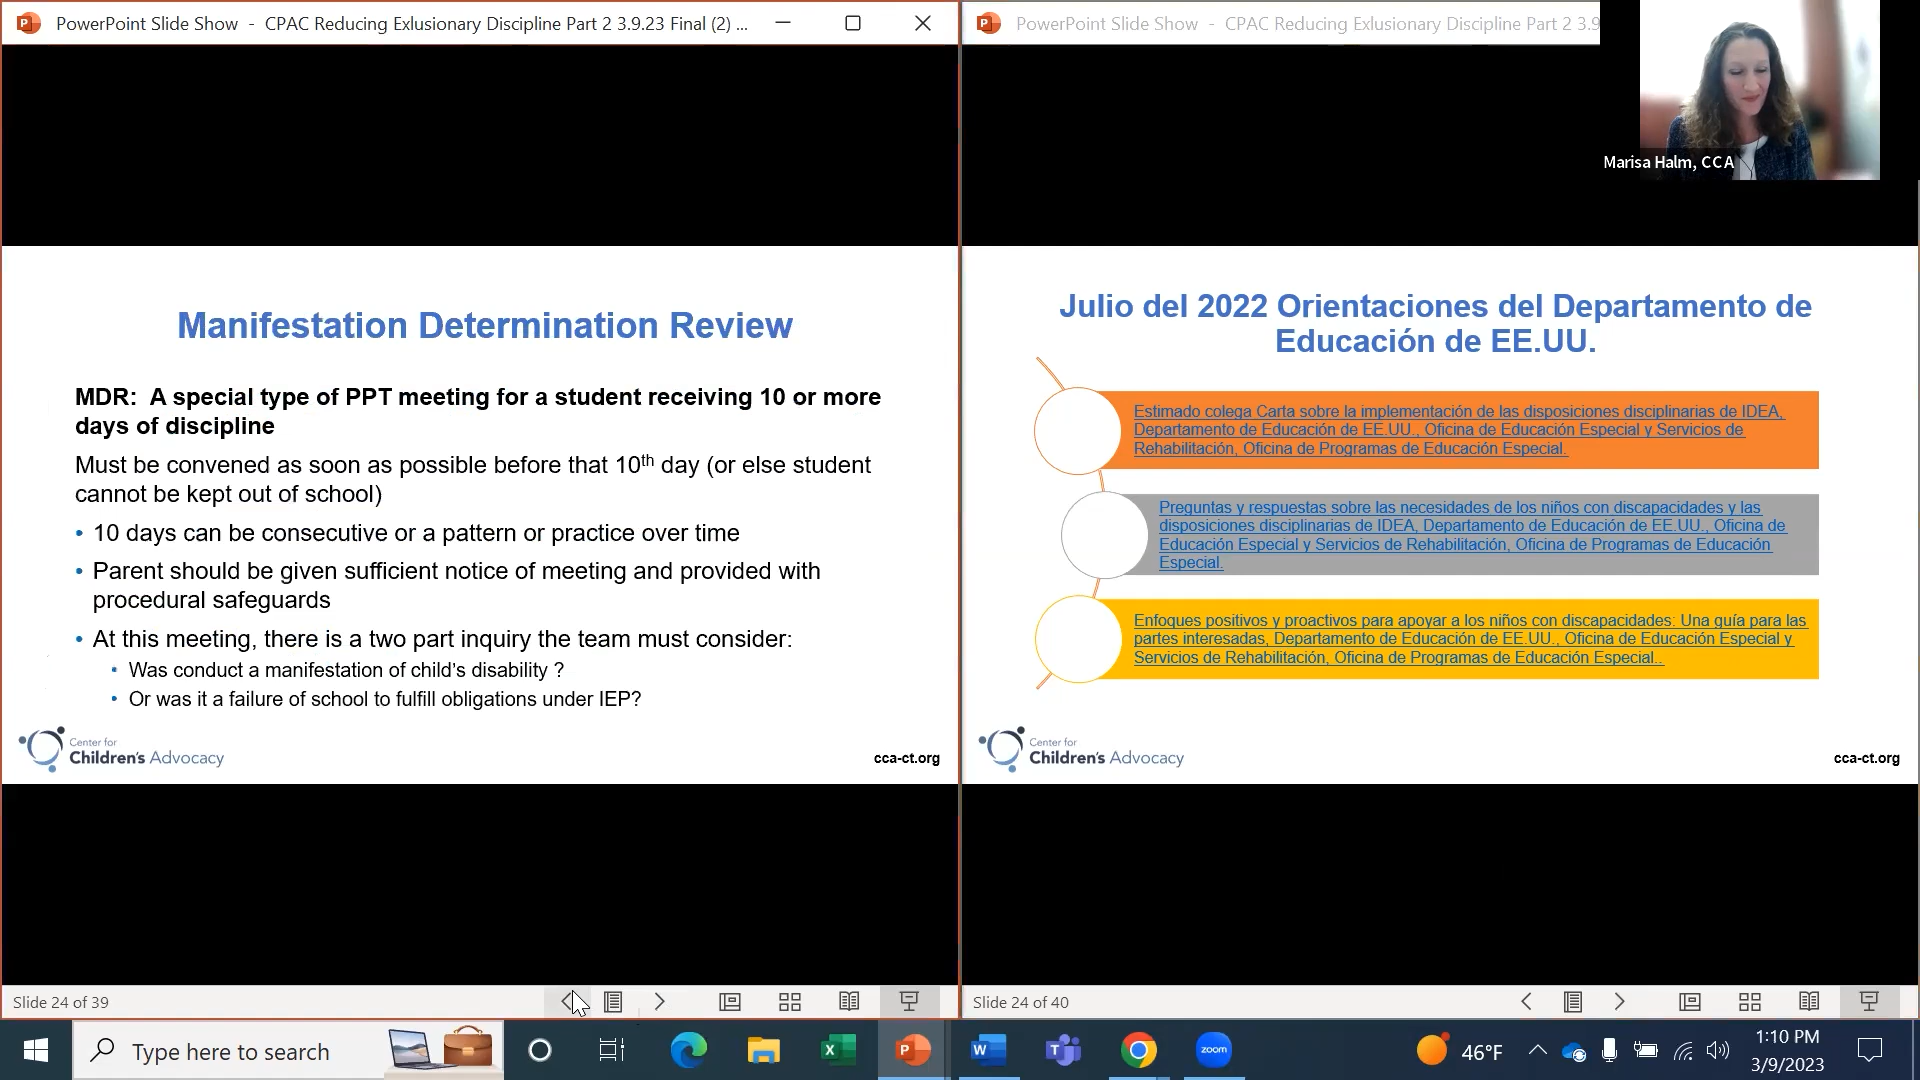 PowerPoint Slide Show - CPAC Reducing Exlusionary Discipline Part 2 3.9.23 Final (2) ...
Manifestation Determination Review
MDR: A special type of PPT meeting for a student receiving 10 or more
days of discipline
Must be convened as soon as possible before that 10th day (or else student
cannot be kept out of school)
• 10 days can be consecutive or a pattern or practice over time
• Parent should be given sufficient notice of meeting and provided with
procedural safeguards
• At this meeting, there is a two part inquiry the team must consider:
• Was conduct a manifestation of child's disability ?
• Or was it a failure of school to fulfill obligations under IEP?
Center for
Children's Advocacy
cca-ct.org
Slide 24 of 39
PowerPoint Slide Show - CPAC Reducing Exlusionary Discipline Part 2 3.9
Marisa Halm, CCA
Julio del 2022 Orientaciones del Departamento de
Educación de EE.UU.
Estimado colega Carta sobre la implementación de las disposiciones disciplinarias de IDEA,
Departamento de Educación de EE.UU., Oficina de Educación Especial y Servicios de
Rehabilitación, Oficina de Programas de Educación Especial.
Preguntas y respuestas sobre las necesidades de los niños con discapacidades y las
disposiciones disciplinarias de IDEA, Departamento de Educación de EE.UU., Oficina de
Educación Especial y Servicios de Rehabilitación, Oficina de Programas de Educación
Especial.
Enfoques positivos y proactivos para apoyar a los niños con discapacidades: Una guía para las
partes interesadas, Departamento de Educación de EE.UU., Oficina de Educación Especial y
Servicios de Rehabilitación, Oficina de Programas de Educación Especial..
Center for
Children's Advocacy
cca-ct.org
Slide 24 of 40
Type here to search
zoom
46°F
1:10 PM
3/9/2023